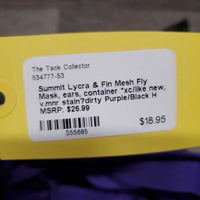 The Tack Collector
534777-53
Summit Lycra & Fin Mesh Fly
Mask, ears, container *xc/like new,
v.mnr stain?dirty Purple/Black H
MSRP: $26.99
$18.95
S55685